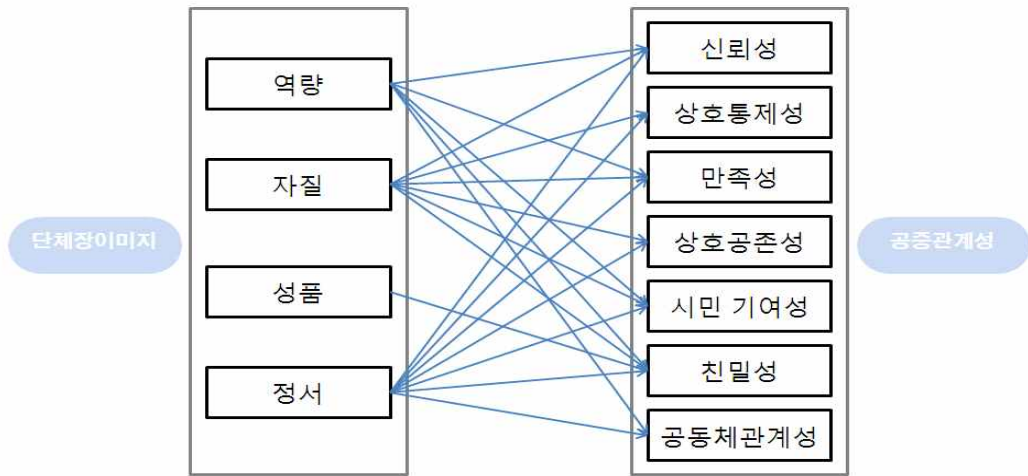 단체장이미지
역량
자질
성품
정서
신뢰성
상호통제성
만족성
상호공존성
시민 기여성
친밀성
공동체관계성
공중관계성